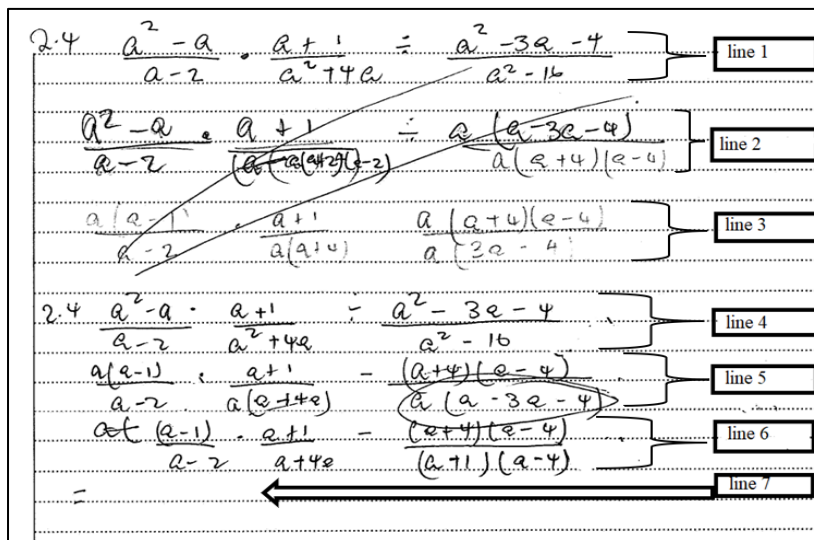 2.4 (a² - a)/(a - 2) · (a + 1)/(a² + 4a) ÷ (a² - 3a - 4)/(a² - 16) line 1
(a² - a)/(a - 2) · (a + 1)/ ÷ a(a - 3a - 4)/(a(a + 4)(a - 4)) line 2
a(a - 1)/(a - 2) · (a + 1)/(a(a + 4)) a(a + 4)(a - 4)/(a(3a - 4)) line 3
2.4 (a² - a)/(a - 2) · (a + 1)/(a² + 4a) ÷ (a² - 3a - 4)/(a² - 16) line 4
a(a - 1)/(a - 2) · (a + 1)/(a(a + 4a)) - (a + 4)(a - 4)/(a(a - 3a - 4)) line 5
(a - 1)/(a - 2) · (a + 1)/(a + 4a) - (a + 4)(a - 4)/((a + 1)(a - 4)) line 6
= line 7